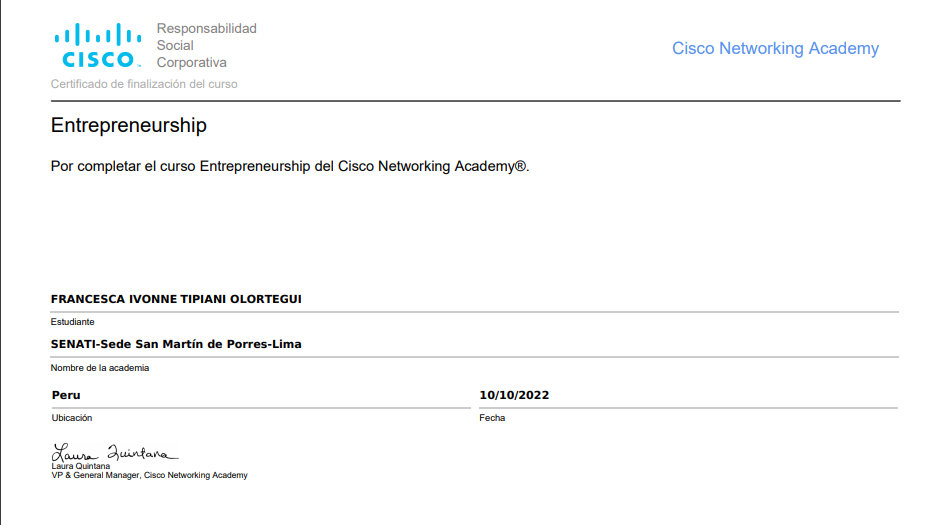 CISCO
Responsabilidad
Social
Corporativa
Cisco Networking Academy
Certificado de finalización del curso
Entrepreneurship
Por completar el curso Entrepreneurship del Cisco Networking Academy®.
FRANCESCA IVONNE TIPIANI OLORTEGUI
Estudiante
SENATI-Sede San Martín de Porres-Lima
Nombre de la academia
Peru
Ubicación
10/10/2022
Fecha
Laura Quintana
Laura Quintana
VP & General Manager, Cisco Networking Academy